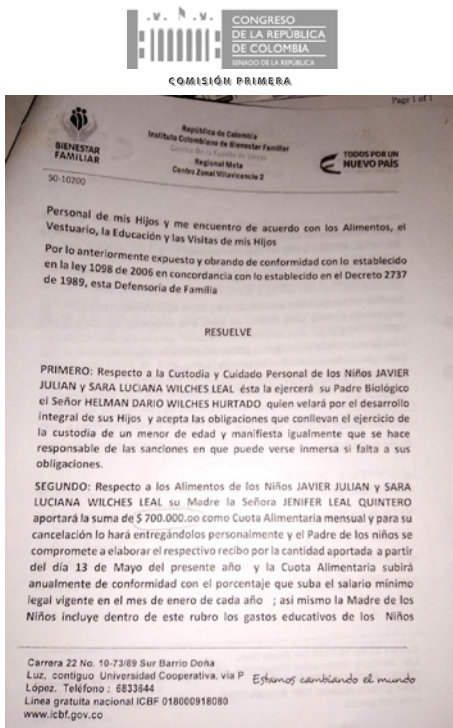 CONGRESO
DE LA REPÚBLICA
DE COLOMBIA
SENADO DE LA REPÚBLICA
COMISIÓN PRIMERA
Page 1 of 1
BIENESTAR
FAMILIAR
República de Colombia
Instituto Colombiano de Bienestar Familiar
Cecilia De la Fuente de Lleras
Regional Meta
Centro Zonal Villavicencio 2
TODOS POR UN
NUEVO PAÍS
50-10200
Personal de mis Hijos y me encuentro de acuerdo con los Alimentos, el
Vestuario, la Educación y las Visitas de mis Hijos
Por lo anteriormente expuesto y obrando de conformidad con lo establecido
en la ley 1098 de 2006 en concordancia con lo establecido en el Decreto 2737
de 1989, esta Defensoría de Familia
RESUELVE
PRIMERO: Respecto a la Custodia y Cuidado Personal de los Niños JAVIER
JULIAN y SARA LUCIANA WILCHES LEAL ésta la ejercerá su Padre Biológico
el Señor HELMAN DARIO WILCHES HURTADO quien velará por el desarrollo
integral de sus Hijos y acepta las obligaciones que conllevan el ejercicio de
la custodia de un menor de edad y manifiesta igualmente que se hace
responsable de las sanciones en que puede verse inmersa si falta a sus
obligaciones.
SEGUNDO: Respecto a los Alimentos de los Niños JAVIER JULIAN y SARA
LUCIANA WILCHES LEAL su Madre la Señora JENIFER LEAL QUINTERO
aportará la suma de $ 700.000.oo como Cuota Alimentaria mensual y para su
cancelación lo hará entregándolos personalmente y el Padre de los niños se
compromete a elaborar el respectivo recibo por la cantidad aportada a partir
del día 13 de Mayo del presente año y la Cuota Alimentaria subirá
anualmente de conformidad con el porcentaje que suba el salario mínimo
legal vigente en el mes de enero de cada año ; así mismo la Madre de los
Niños incluye dentro de este rubro los gastos educativos de los Niños
Carrera 22 No. 10-73/89 Sur Barrio Doña
Luz, contiguo Universidad Cooperativa, via P
López. Teléfono : 6833644
Línea gratuita nacional ICBF 018000918080
www.icbf.gov.co
Estamos cambiando el mundo